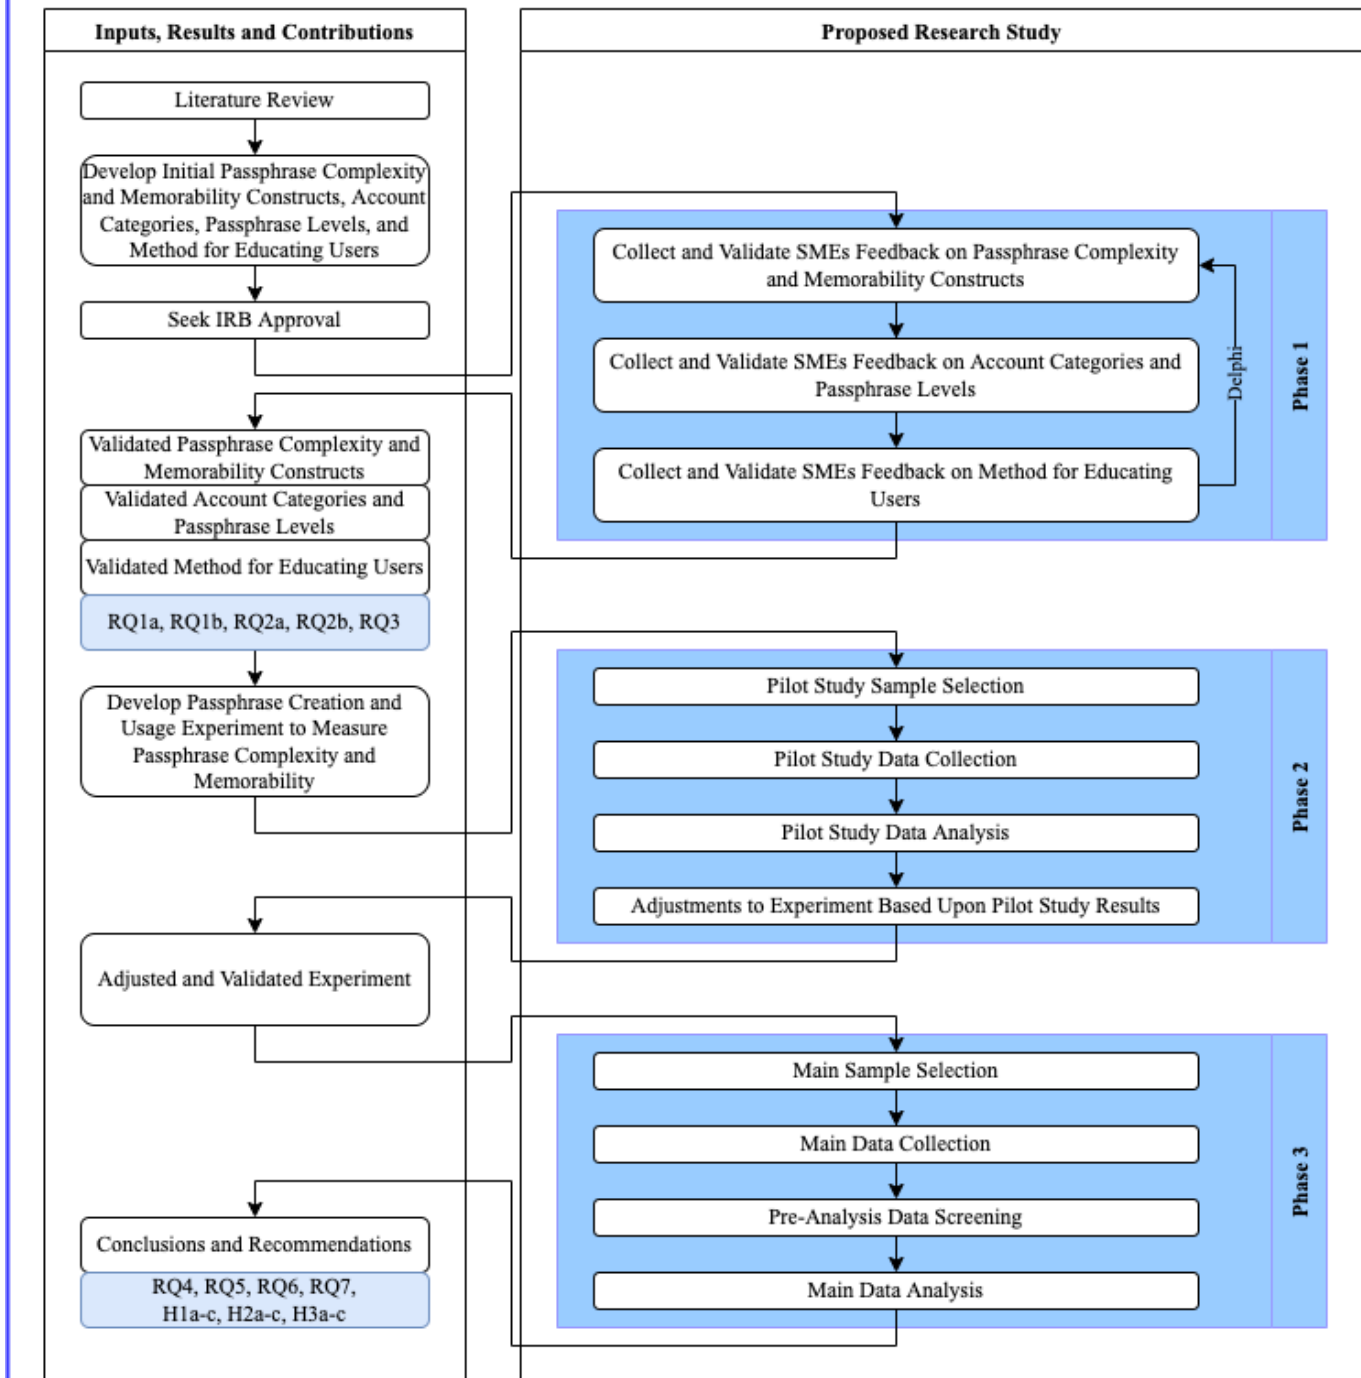 Inputs, Results and Contributions
Literature Review
Develop Initial Passphrase Complexity
and Memorability Constructs, Account
Categories, Passphrase Levels, and
Method for Educating Users
Seek IRB Approval
Validated Passphrase Complexity and
Memorability Constructs
Validated Account Categories and
Passphrase Levels
Validated Method for Educating Users
RQ1a, RQ1b, RQ2a, RQ2b, RQ3
Develop Passphrase Creation and
Usage Experiment to Measure
Passphrase Complexity and
Memorability
Adjusted and Validated Experiment
Conclusions and Recommendations
RQ4, RQ5, RQ6, RQ7,
H1a-c, H2a-c, H3a-c
Proposed Research Study
Collect and Validate SMEs Feedback on Passphrase Complexity
and Memorability Constructs
Collect and Validate SMEs Feedback on Account Categories and
Passphrase Levels
Collect and Validate SMEs Feedback on Method for Educating
Users
Delphi
Phase 1
Pilot Study Sample Selection
Pilot Study Data Collection
Pilot Study Data Analysis
Adjustments to Experiment Based Upon Pilot Study Results
Phase 2
Main Sample Selection
Main Data Collection
Pre-Analysis Data Screening
Main Data Analysis
Phase 3